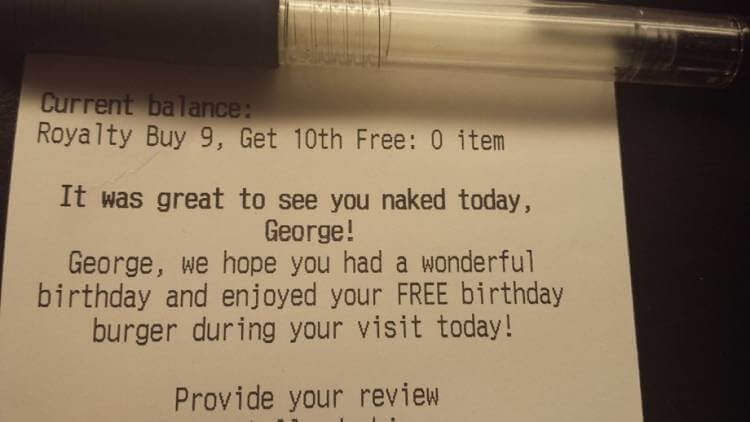 Current balance:
Royalty Buy 9, Get 10th Free: 0 item
It was great to see you naked today,
George!
George, we hope you had a wonderful
birthday and enjoyed your FREE birthday
burger during your visit today!
Provide your review